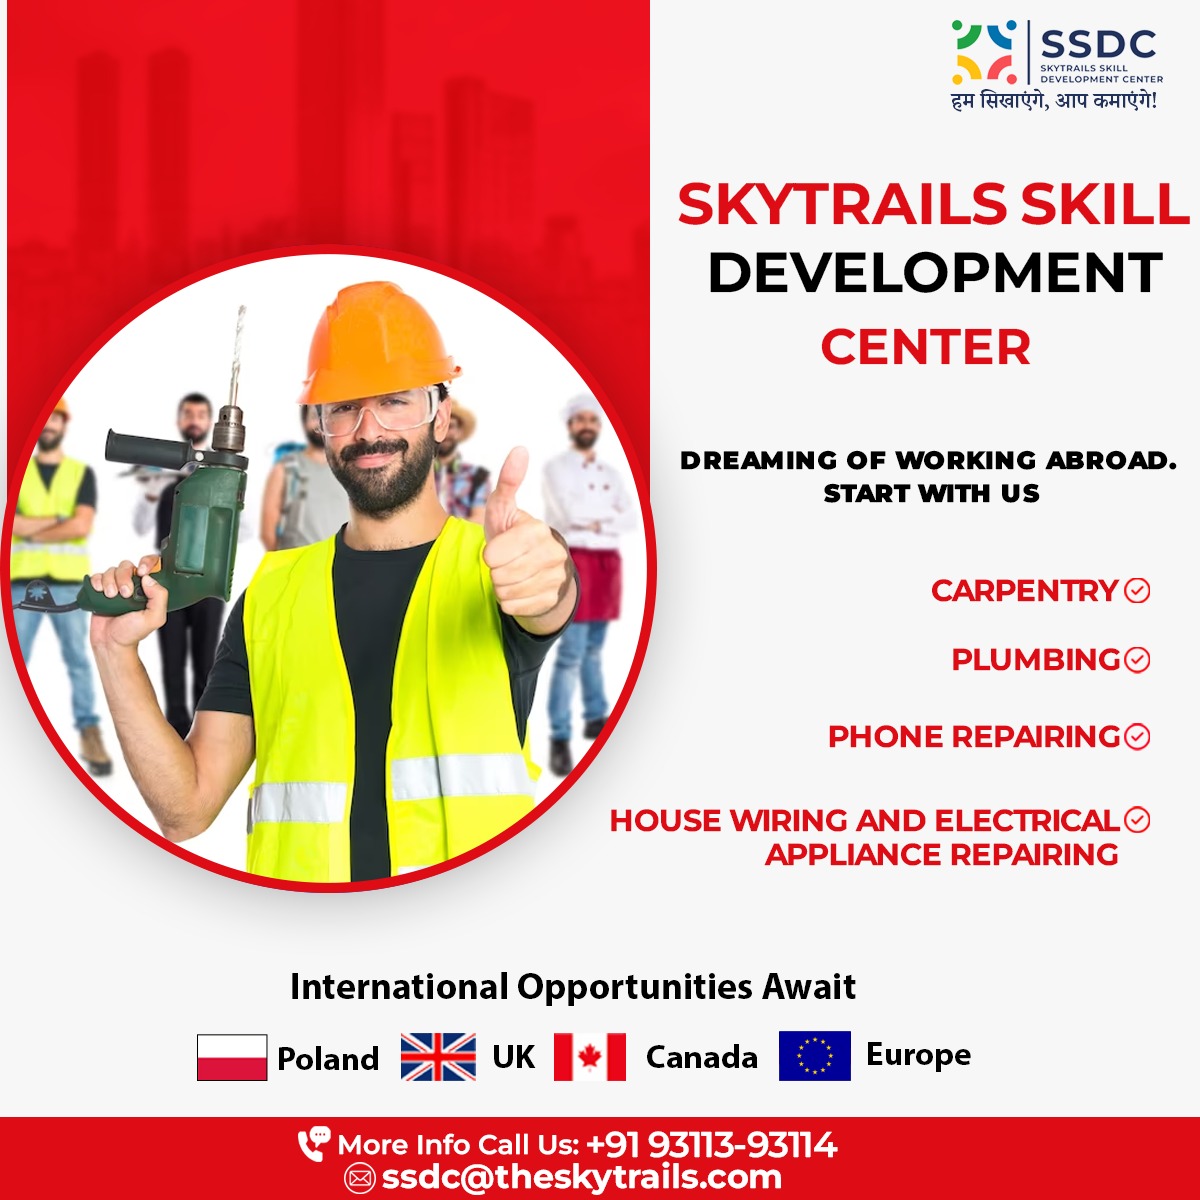 SSDC
SKYTRAILS SKILL
DEVELOPMENT CENTER
हम सिखाएंगे, आप कमाएंगे!
SKYTRAILS SKILL
DEVELOPMENT
CENTER
DREAMING OF WORKING ABROAD.
START WITH US
CARPENTRY
PLUMBING
PHONE REPAIRING
HOUSE WIRING AND ELECTRICAL
APPLIANCE REPAIRING
International Opportunities Await
Poland UK Canada Europe
More Info Call Us: +91 93113-93114
ssdc@theskytrails.com